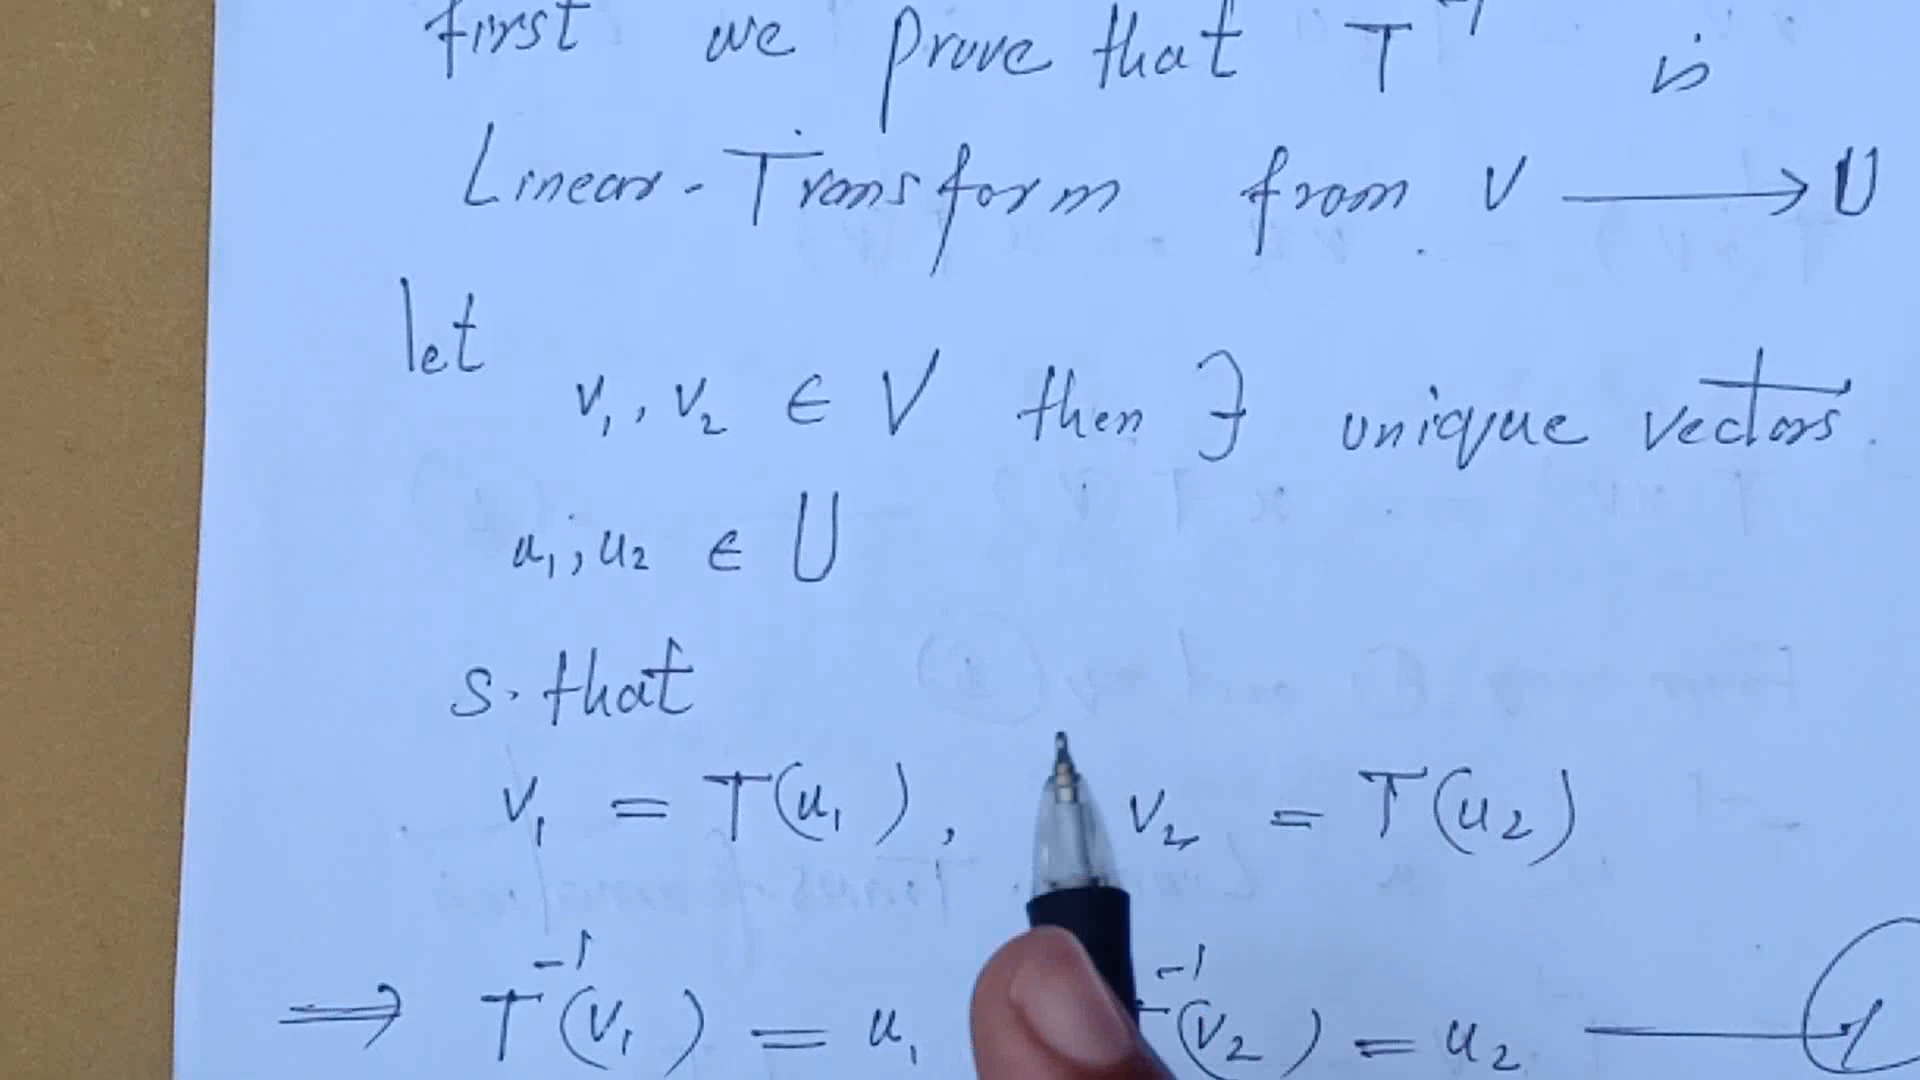 first we prove that T⁻¹ is
Linear-Transform from V ⟶ U
let
v₁, v₂ ∈ V then ∃ unique vectors.
u₁, u₂ ∈ U
s. that
v₁ = T(u₁), v₂ = T(u₂)
⟹ T⁻¹(v₁) = u₁ T⁻¹(v₂) = u₂ — ①